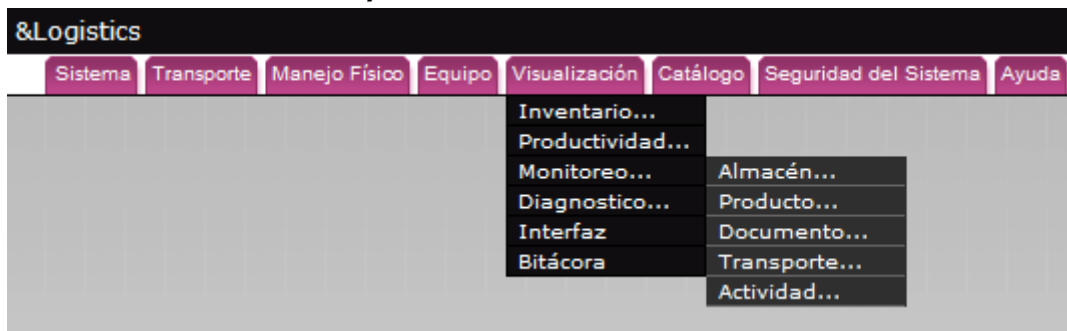 &Logistics
Sistema Transporte Manejo Físico Equipo Visualización Catálogo Seguridad del Sistema Ayuda
Inventario...
Productividad...
Monitoreo... Almacén...
Diagnostico... Producto...
Interfaz Documento...
Bitácora Transporte...
Actividad...